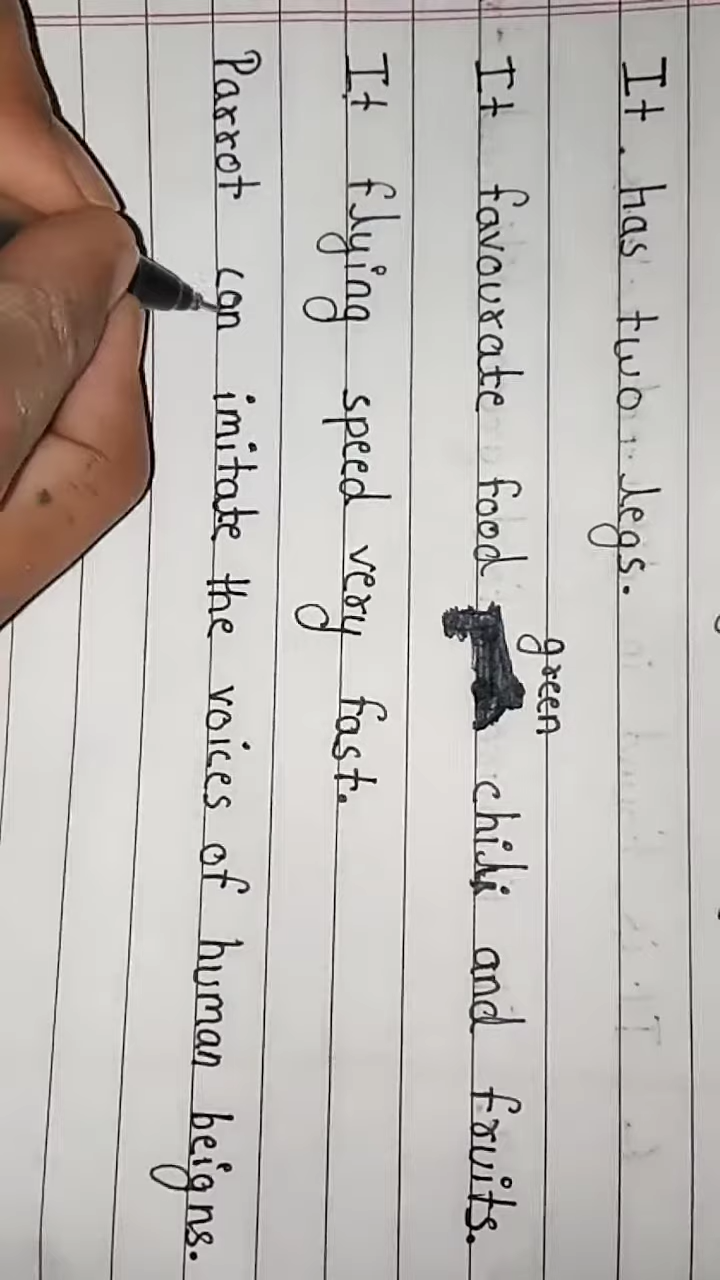 It has two legs.
It favourate food green chili and fruits.
It flying speed very fast.
Parrot can imitate the voices of human beigns.